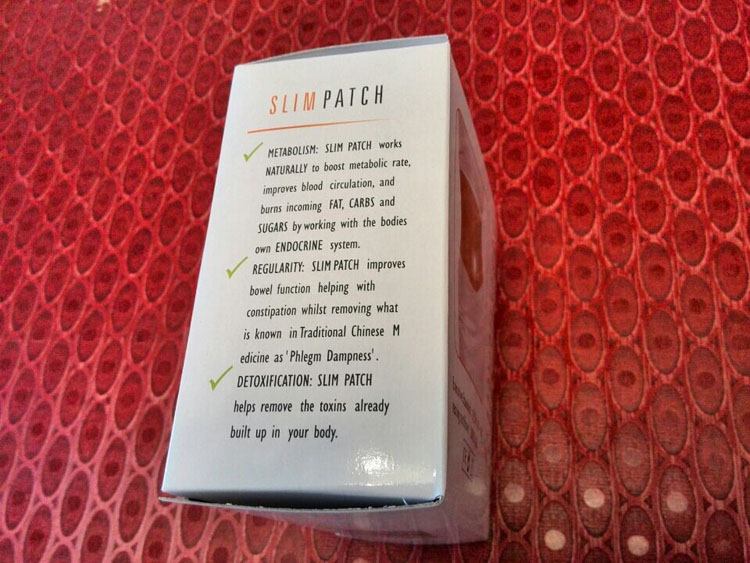 SLIMPATCH
METABOLISM: SLIM PATCH works
NATURALLY to boost metabolic rate,
improves blood circulation, and
burns incoming FAT, CARBS and
SUGARS by working with the bodies
own ENDOCRINE system.
REGULARITY: SLIM PATCH improves
bowel function helping with
constipation whilst removing what
is known in Traditional Chinese M
edicine as 'Phlegm Dampness'.
DETOXIFICATION: SLIM PATCH
helps remove the toxins already
built up in your body.